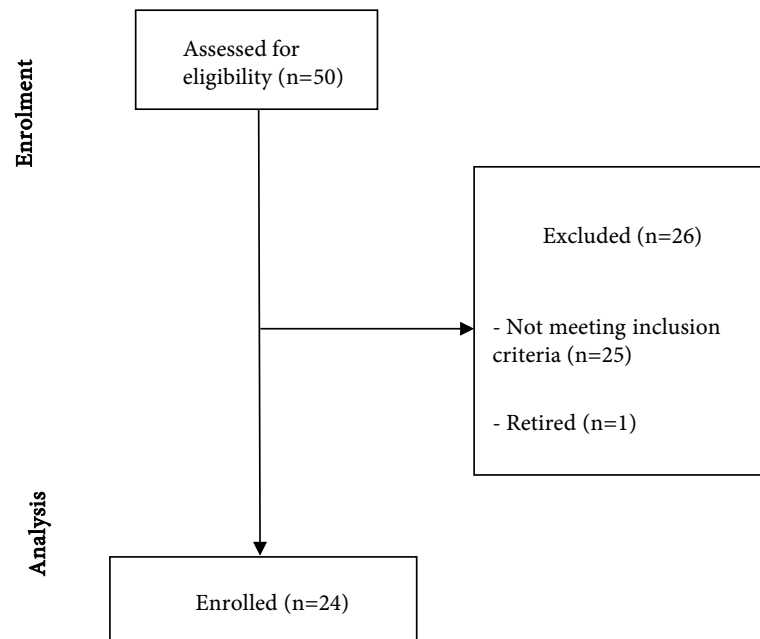 Enrolment
Assessed for
eligibility (n=50)
Excluded (n=26)
- Not meeting inclusion
criteria (n=25)
- Retired (n=1)
Analysis
Enrolled (n=24)